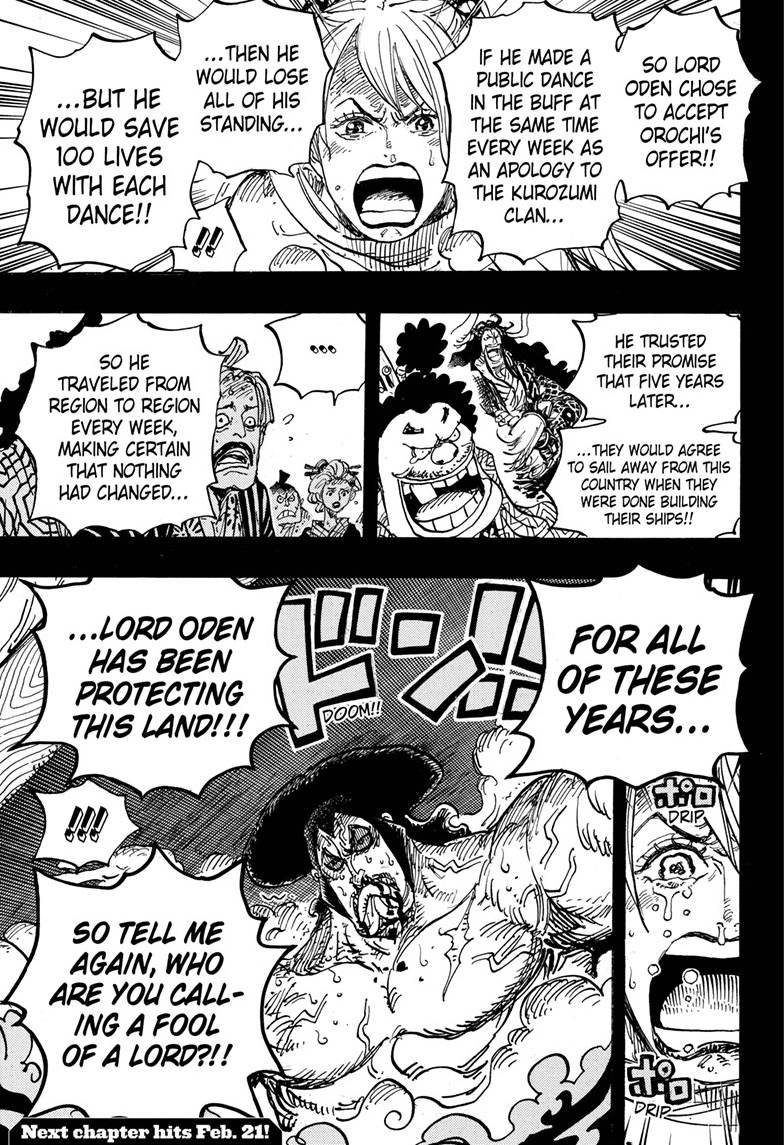 SO LORD
ODEN CHOSE
TO ACCEPT
OROCHI'S
OFFER!!
IF HE MADE A
PUBLIC DANCE
IN THE BUFF AT
THE SAME TIME
EVERY WEEK AS
AN APOLOGY TO
THE KUROZUMI
CLAN...
...THEN HE
WOULD LOSE
ALL OF HIS
STANDING...
...BUT HE
WOULD SAVE
100 LIVES
WITH EACH
DANCE!!
!!
HE TRUSTED
THEIR PROMISE
THAT FIVE YEARS
LATER...
...THEY WOULD AGREE
TO SAIL AWAY FROM THIS
COUNTRY WHEN THEY
WERE DONE BUILDING
THEIR SHIPS!!
...
SO HE
TRAVELED FROM
REGION TO REGION
EVERY WEEK,
MAKING CERTAIN
THAT NOTHING
HAD CHANGED...
FOR ALL
OF THESE
YEARS...
ドン!!
DOOM!!
...LORD ODEN
HAS BEEN
PROTECTING
THIS LAND!!!
ポロ
DRIP
!!!
SO TELL ME
AGAIN, WHO
ARE YOU CALL-
ING A FOOL
OF A LORD?!!
ポロ
DRIP
Next chapter hits Feb. 21!